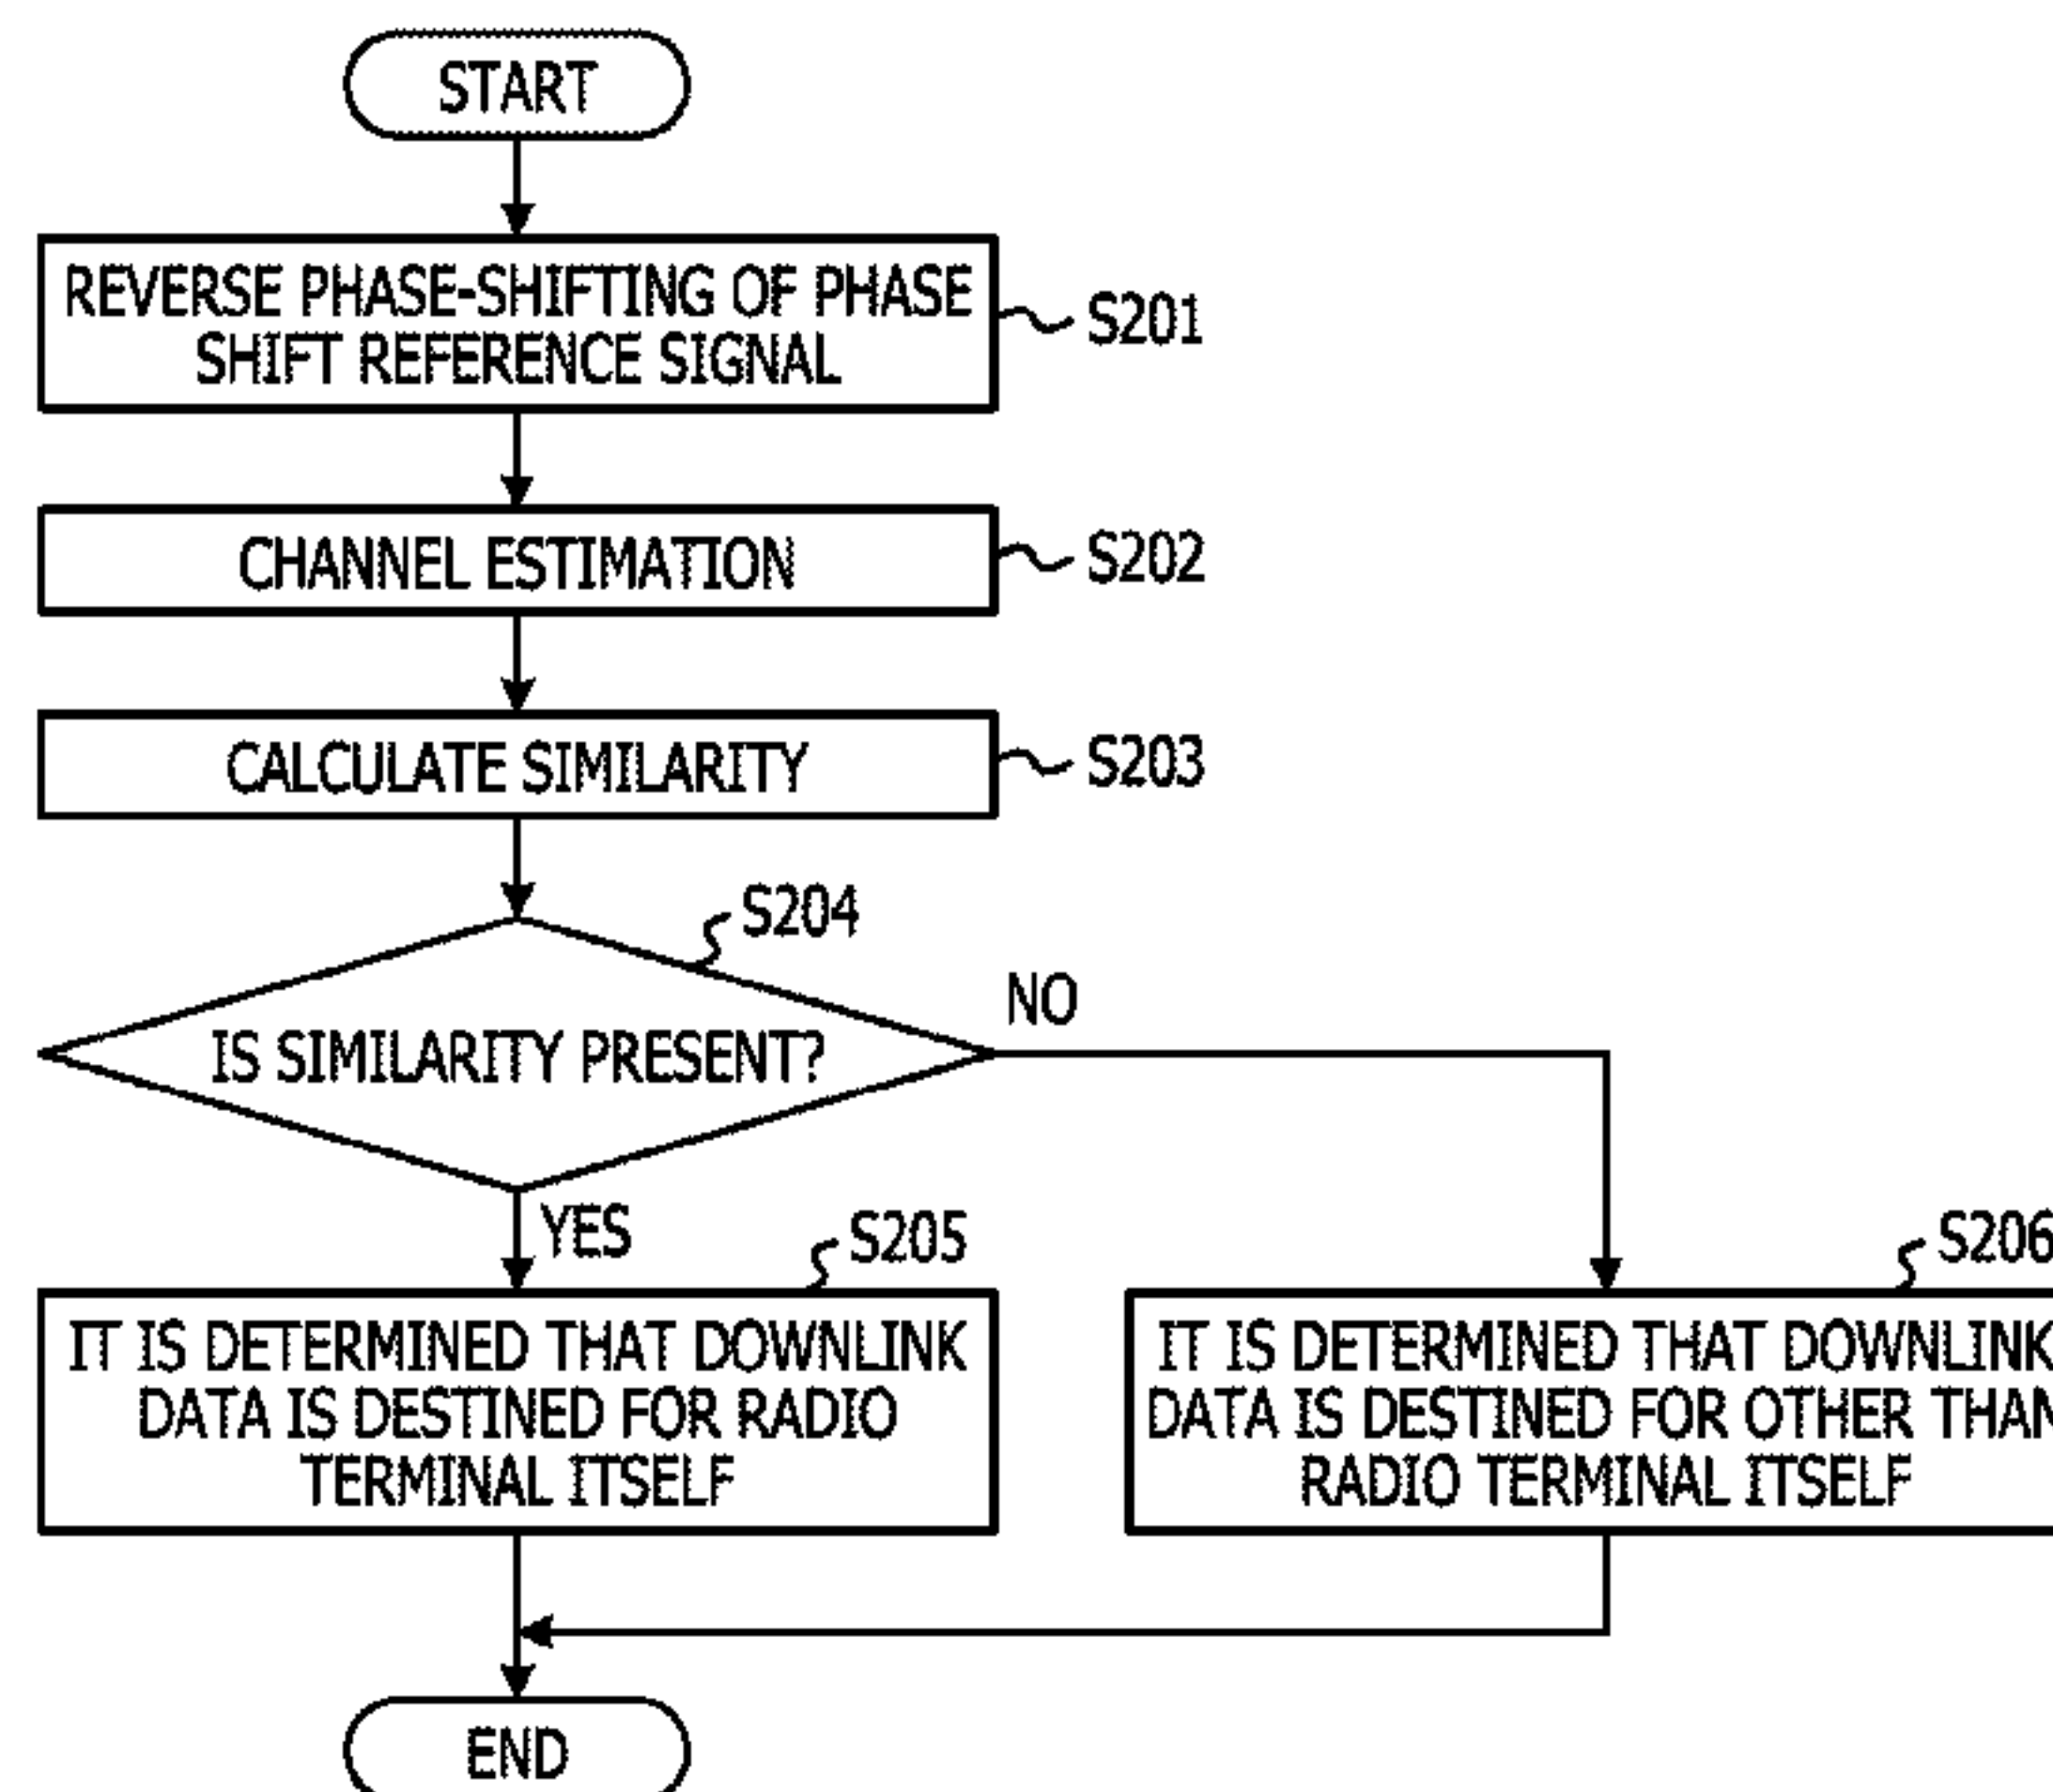 START
REVERSE PHASE-SHIFTING OF PHASE
SHIFT REFERENCE SIGNAL
S201
CHANNEL ESTIMATION
S202
CALCULATE SIMILARITY
S203
S204
IS SIMILARITY PRESENT?
NO
YES
S205
IT IS DETERMINED THAT DOWNLINK
DATA IS DESTINED FOR RADIO
TERMINAL ITSELF
S206
IT IS DETERMINED THAT DOWNLINK
DATA IS DESTINED FOR OTHER THAN
RADIO TERMINAL ITSELF
END